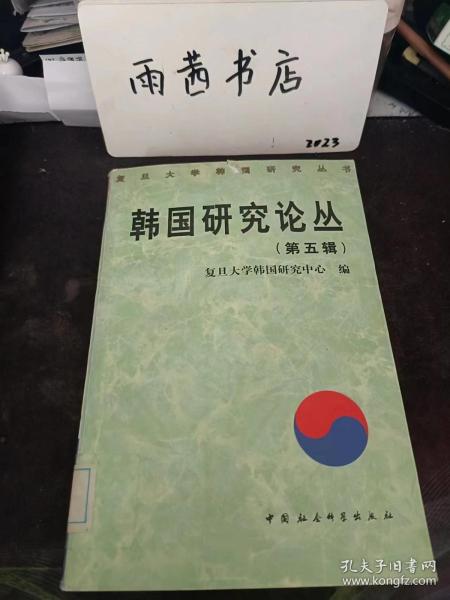 雨茜书店
2023
复旦大学韩国研究丛书
韩国研究论丛
（第五辑）
复旦大学韩国研究中心 编
中国社会科学出版社
孔夫子旧书网
www.kongfz.com